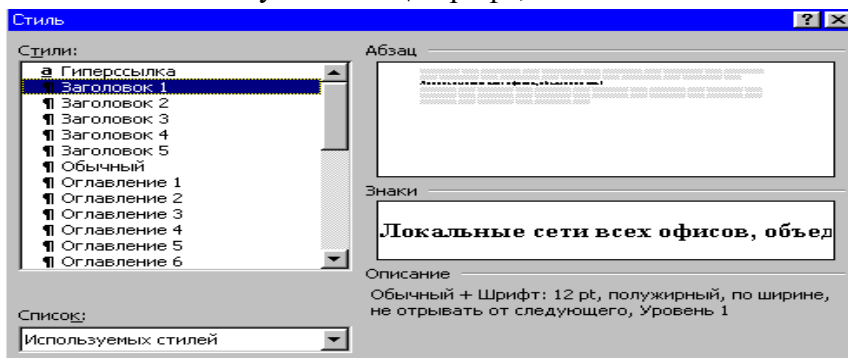 Стиль
Стили:
a Гиперссылка
¶ Заголовок 1
¶ Заголовок 2
¶ Заголовок 3
¶ Заголовок 4
¶ Заголовок 5
¶ Обычный
¶ Оглавление 1
¶ Оглавление 2
¶ Оглавление 3
¶ Оглавление 4
¶ Оглавление 5
¶ Оглавление 6
Список:
Используемых стилей
Абзац
Знаки
Локальные сети всех офисов, объед
Описание
Обычный + Шрифт: 12 pt, полужирный, по ширине,
не отрывать от следующего, Уровень 1